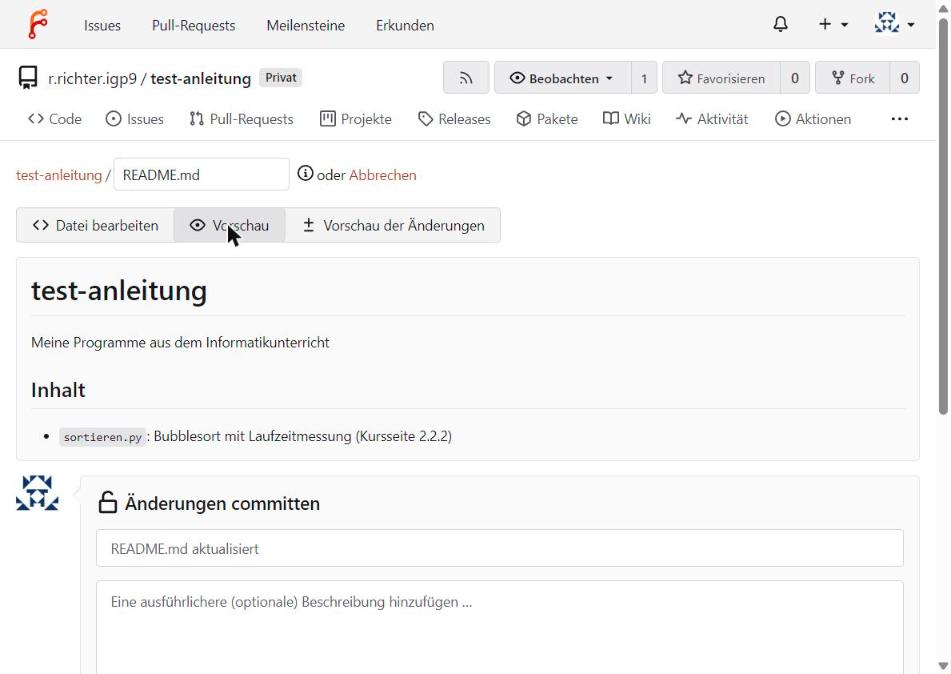 Issues Pull-Requests Meilensteine Erkunden
r.richter.igp9 / test-anleitung Privat Beobachten 1 Favorisieren 0 Fork 0
Code Issues Pull-Requests Projekte Releases Pakete Wiki Aktivität Aktionen ...
test-anleitung / README.md oder Abbrechen
Datei bearbeiten Vorschau Vorschau der Änderungen
test-anleitung
Meine Programme aus dem Informatikunterricht
Inhalt
• sortieren.py : Bubblesort mit Laufzeitmessung (Kursseite 2.2.2)
Änderungen committen
README.md aktualisiert
Eine ausführlichere (optionale) Beschreibung hinzufügen ...